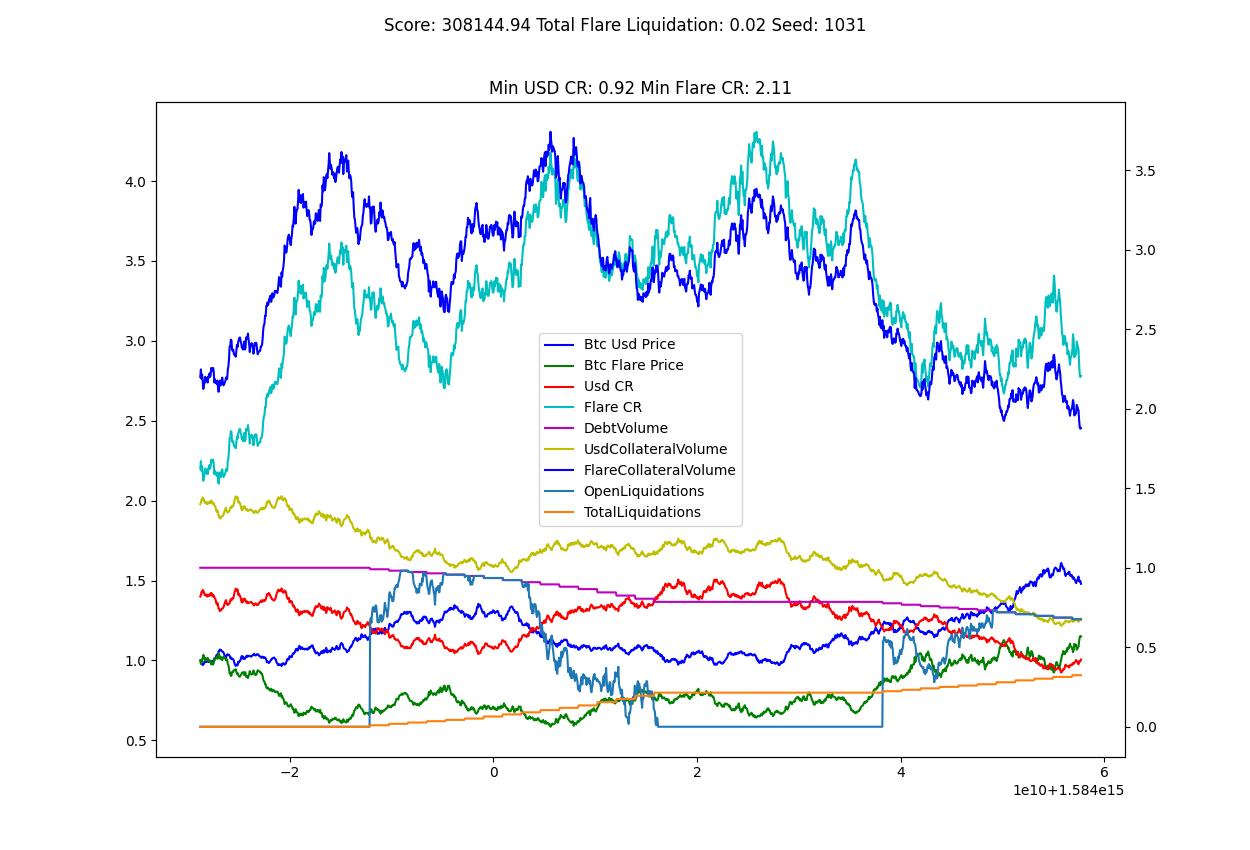 Score: 308144.94 Total Flare Liquidation: 0.02 Seed: 1031
Min USD CR: 0.92 Min Flare CR: 2.11
4.0
3.5
3.0
2.5
2.0
1.5
1.0
0.5
3.5
3.0
2.5
2.0
1.5
1.0
0.5
0.0
Btc Usd Price
Btc Flare Price
Usd CR
Flare CR
DebtVolume
UsdCollateralVolume
FlareCollateralVolume
OpenLiquidations
TotalLiquidations
−2 0 2 4 6
1e10+1.584e15